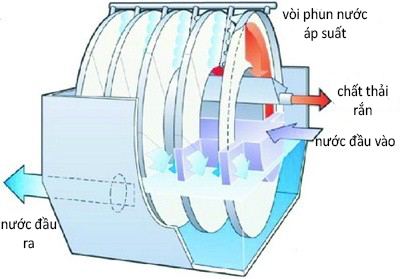 vòi phun nước
áp suất
chất thải
rắn
nước đầu vào
nước đầu
ra